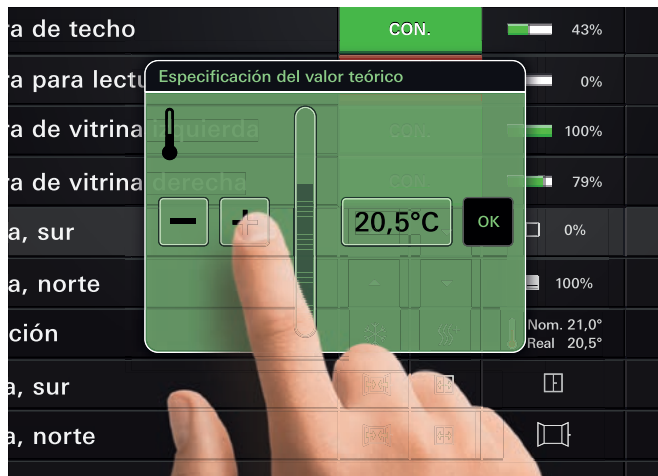 ra de techo CON. 43%
ra para lectu 0%
Especificación del valor teórico
ra de vitrina izquierda CON. 100%
ra de vitrina derecha CON. 79%
a, sur 0%
20,5°C OK
a, norte 100%
ción Nom. 21,0°
Real 20,5°
a, sur
a, norte